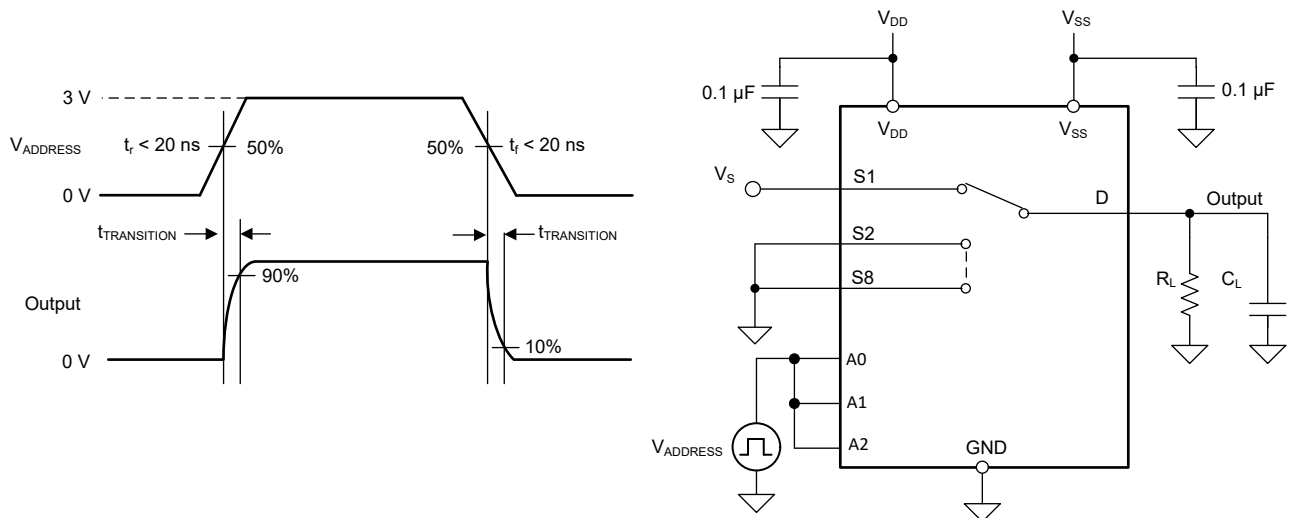 3 V
V_ADDRESS
t_r < 20 ns
50%
50%
t_f < 20 ns
0 V
t_TRANSITION
t_TRANSITION
90%
Output
0 V
10%
V_DD
V_SS
0.1 µF
0.1 µF
V_DD
V_SS
V_S
S1
D
Output
S2
S8
R_L
C_L
A0
A1
A2
V_ADDRESS
GND